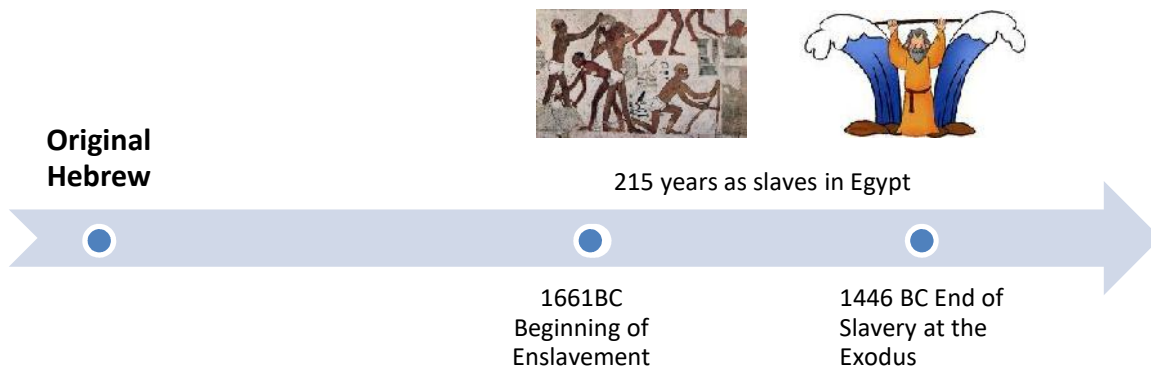 Original
Hebrew
215 years as slaves in Egypt
1661BC
Beginning of
Enslavement
1446 BC End of
Slavery at the
Exodus